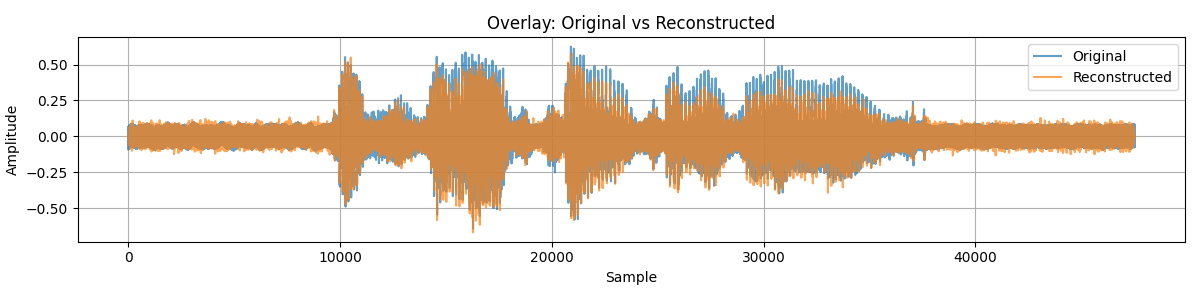 Overlay: Original vs Reconstructed
Original
Reconstructed
Amplitude
0.50
0.25
0.00
−0.25
−0.50
0
10000
20000
30000
40000
Sample